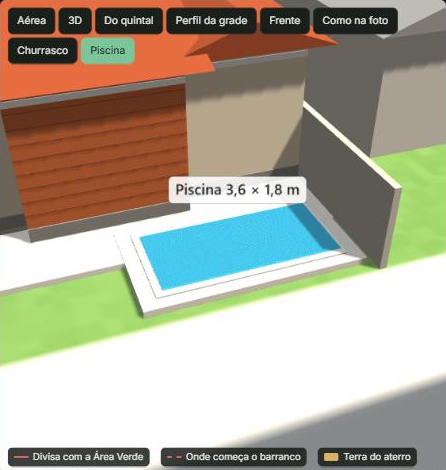 Aérea 3D Do quintal Perfil da grade Frente Como na foto
Churrasco Piscina
Piscina 3,6 × 1,8 m
Divisa com a Área Verde Onde começa o barranco Terra do aterro